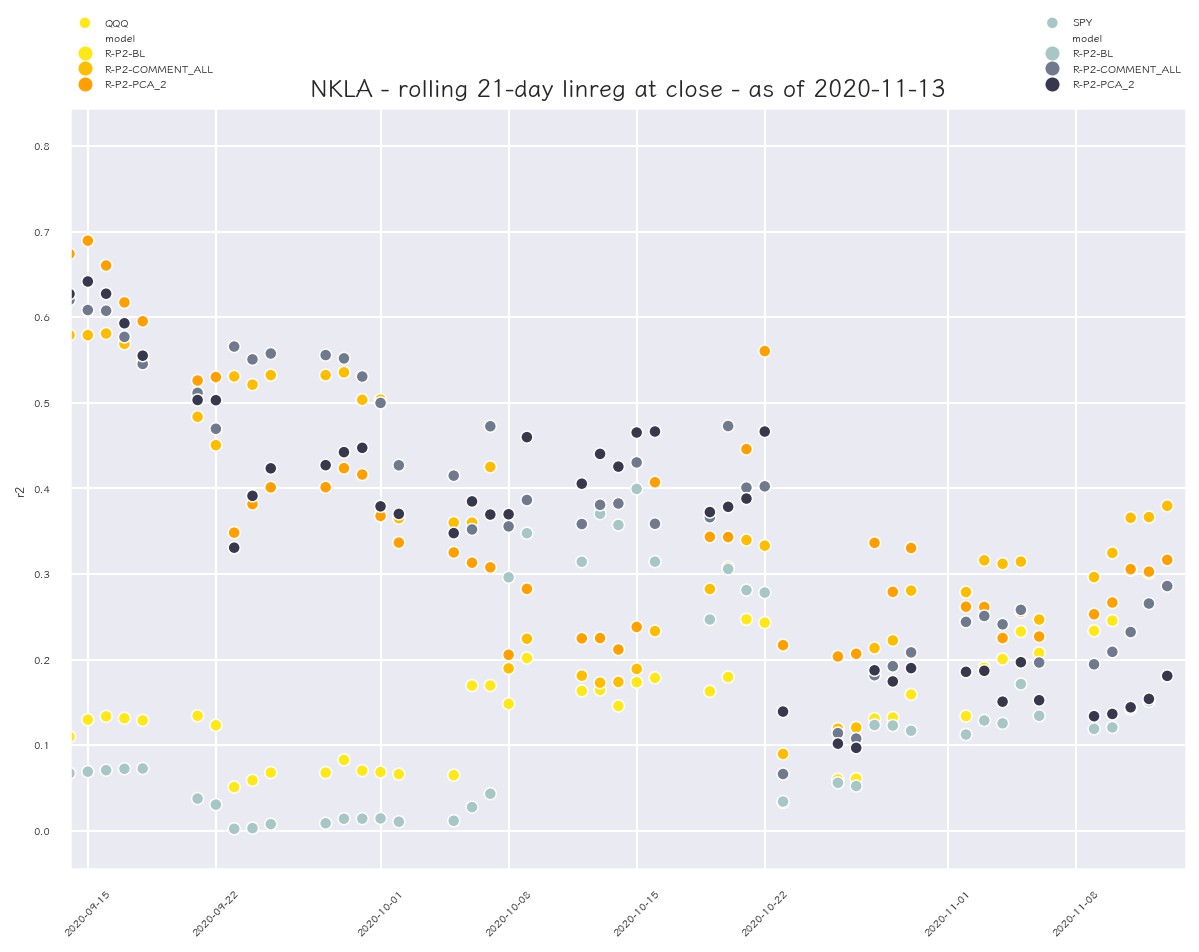 QQQ
model
R-P2-BL
R-P2-COMMENT_ALL
R-P2-PCA_2
SPY
model
R-P2-BL
R-P2-COMMENT_ALL
R-P2-PCA_2
NKLA - rolling 21-day linreg at close - as of 2020-11-13
0.8
0.7
0.6
0.5
0.4
0.3
0.2
0.1
0.0
r2
2020-09-15
2020-09-22
2020-10-01
2020-10-08
2020-10-15
2020-10-22
2020-11-01
2020-11-08